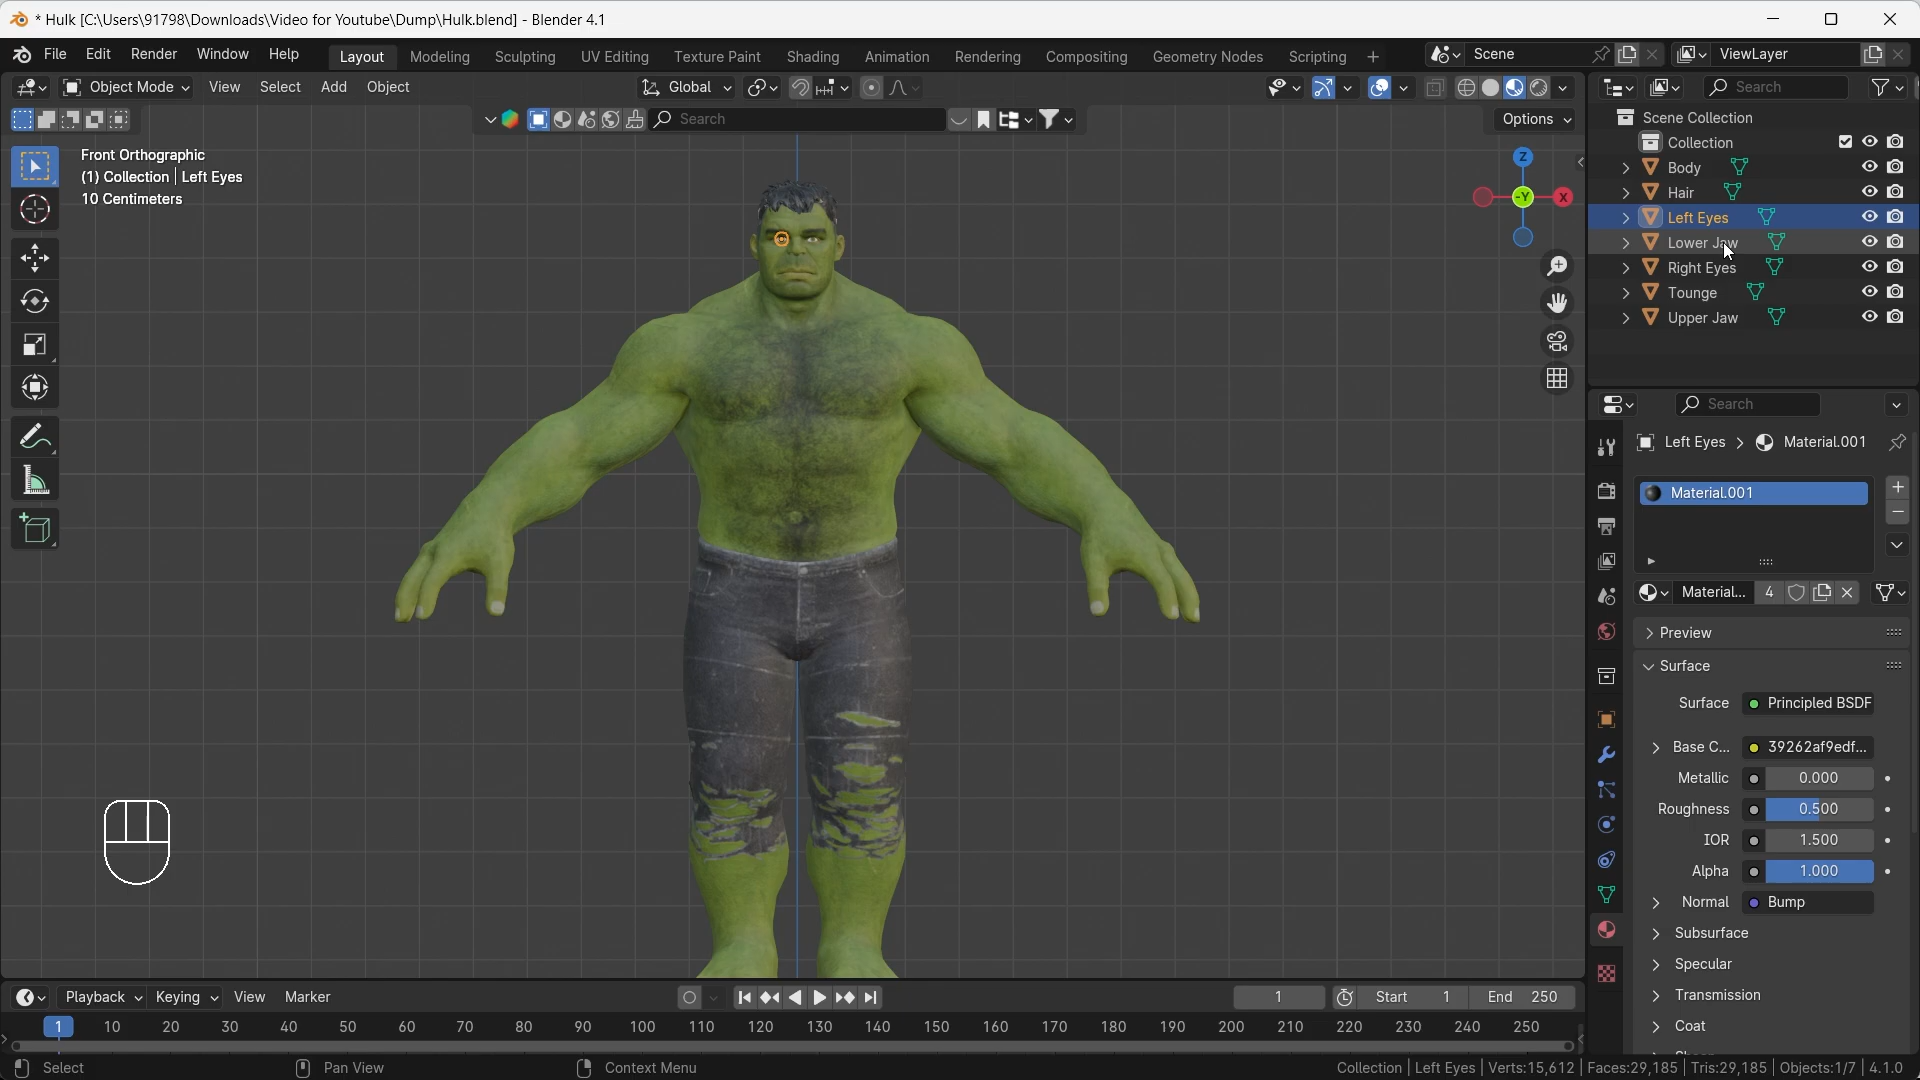 * Hulk [C:\Users\91798\Downloads\Video for Youtube\Dump\Hulk.blend] - Blender 4.1
File Edit Render Window Help Layout Modeling Sculpting UV Editing Texture Paint Shading Animation Rendering Compositing Geometry Nodes Scripting + Scene ViewLayer
Object Mode View Select Add Object Global Search
Search Options
Front Orthographic
(1) Collection | Left Eyes
10 Centimeters
Z
-Y X
Scene Collection
Collection
Body
Hair
Left Eyes
Lower Jaw
Right Eyes
Tounge
Upper Jaw
Search
Left Eyes > Material.001
Material.001
Material... 4
Preview
Surface
Surface Principled BSDF
Base C... 39262af9edf...
Metallic 0.000
Roughness 0.500
IOR 1.500
Alpha 1.000
Normal Bump
Subsurface
Specular
Transmission
Coat
Playback Keying View Marker 1 Start 1 End 250
1 10 20 30 40 50 60 70 80 90 100 110 120 130 140 150 160 170 180 190 200 210 220 230 240 250
Select Pan View Context Menu Collection | Left Eyes | Verts:15,612 | Faces:29,185 | Tris:29,185 | Objects:1/7 | 4.1.0